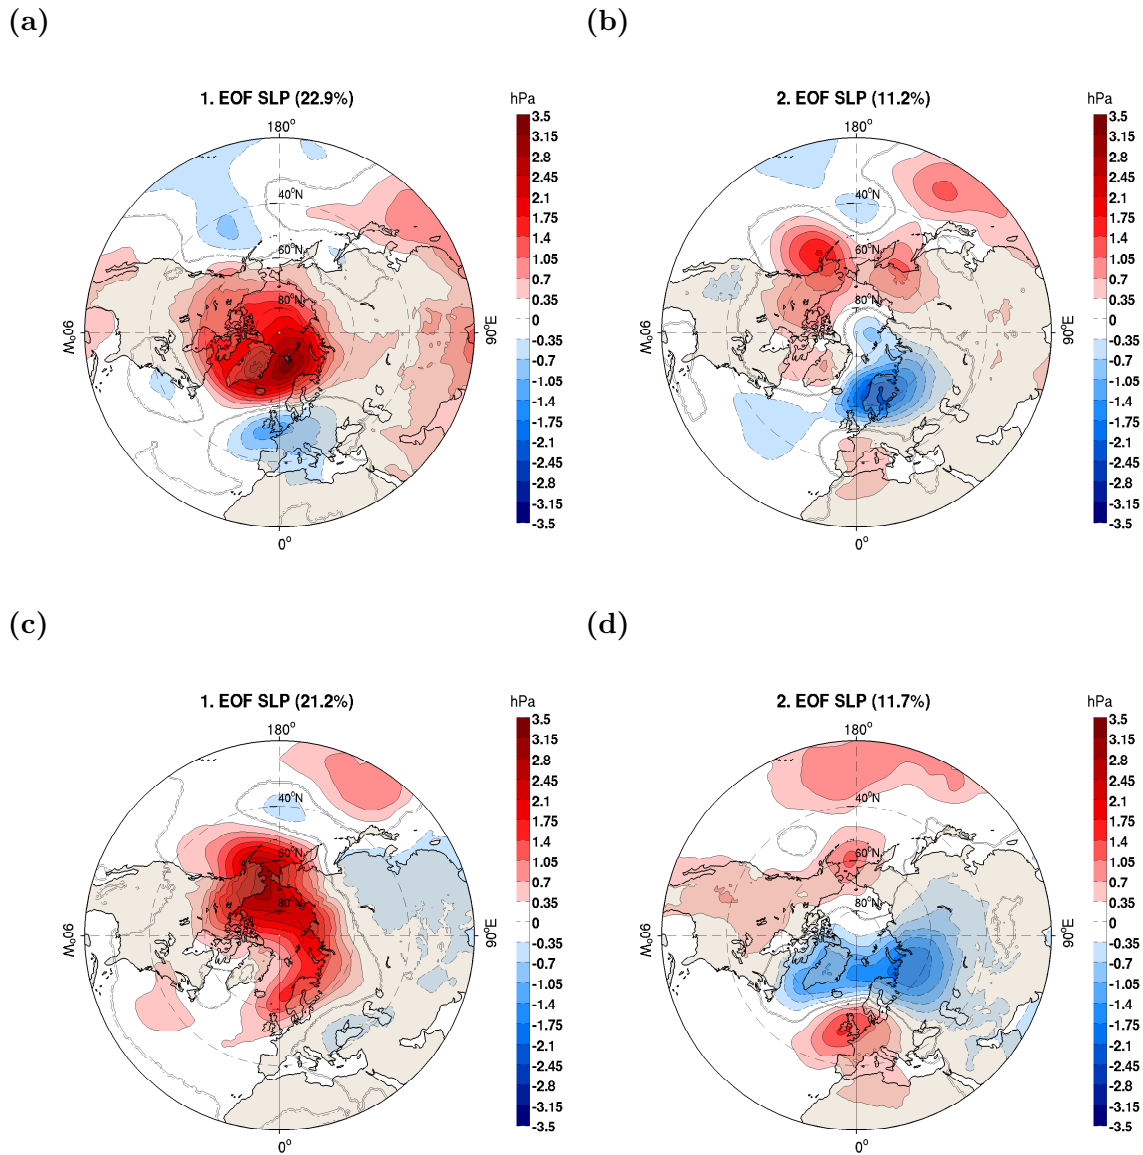 (a)
(b)
1. EOF SLP (22.9%)
hPa
180°
40°N
60°N
80°N
90°W
90°E
0°
3.5
3.15
2.8
2.45
2.1
1.75
1.4
1.05
0.7
0.35
0
-0.35
-0.7
-1.05
-1.4
-1.75
-2.1
-2.45
-2.8
-3.15
-3.5
2. EOF SLP (11.2%)
hPa
180°
40°N
60°N
80°N
90°W
90°E
0°
3.5
3.15
2.8
2.45
2.1
1.75
1.4
1.05
0.7
0.35
0
-0.35
-0.7
-1.05
-1.4
-1.75
-2.1
-2.45
-2.8
-3.15
-3.5
(c)
(d)
1. EOF SLP (21.2%)
hPa
180°
40°N
60°N
80°N
90°W
90°E
0°
3.5
3.15
2.8
2.45
2.1
1.75
1.4
1.05
0.7
0.35
0
-0.35
-0.7
-1.05
-1.4
-1.75
-2.1
-2.45
-2.8
-3.15
-3.5
2. EOF SLP (11.7%)
hPa
180°
40°N
60°N
80°N
90°W
90°E
0°
3.5
3.15
2.8
2.45
2.1
1.75
1.4
1.05
0.7
0.35
0
-0.35
-0.7
-1.05
-1.4
-1.75
-2.1
-2.45
-2.8
-3.15
-3.5